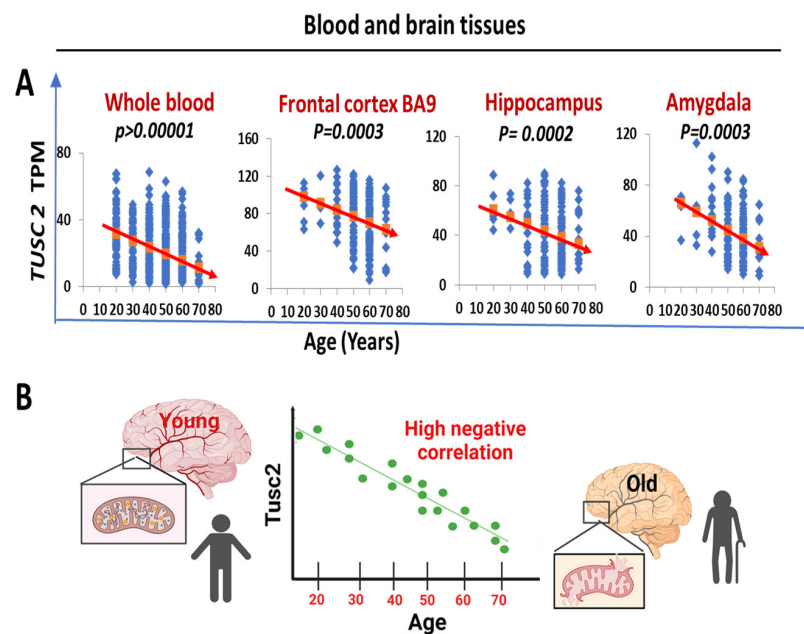 Blood and brain tissues
A
Whole blood
p>0.00001
Frontal cortex BA9
P=0.0003
Hippocampus
P= 0.0002
Amygdala
P=0.0003
TUSC 2 TPM
80
40
0
0 10 20 30 40 50 60 70 80
160
120
80
40
0
0 10 20 30 40 50 60 70 80
120
80
40
0
0 10 20 30 40 50 60 70 80
120
80
40
0
0 10 20 30 40 50 60 70 80
Age (Years)
B
Young
High negative
correlation
Tusc2
20 30 40 50 60 70
Age
Old